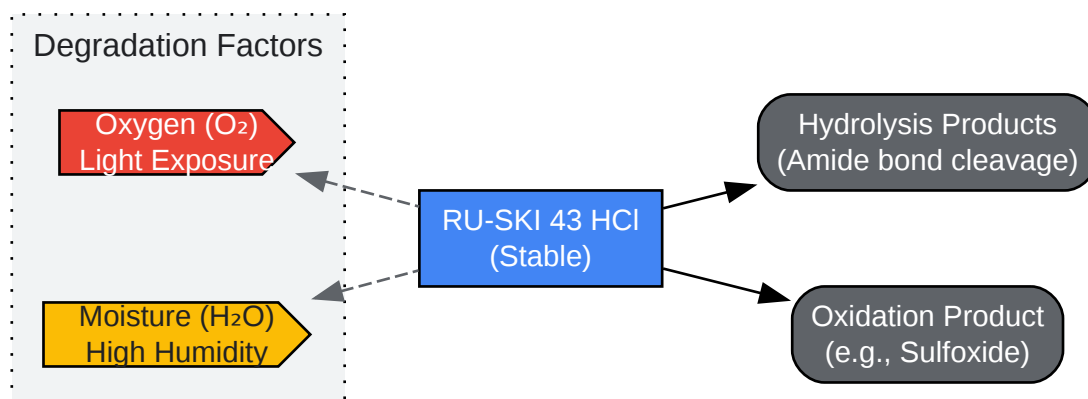 Degradation Factors
Oxygen (O₂)
Light Exposure
Moisture (H₂O)
High Humidity
RU-SKI 43 HCl
(Stable)
Hydrolysis Products
(Amide bond cleavage)
Oxidation Product
(e.g., Sulfoxide)